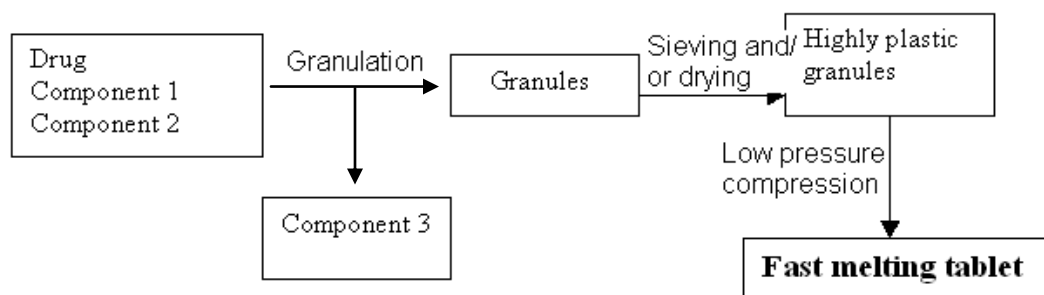 Drug
Component 1
Component 2
Granulation
Component 3
Granules
Sieving and/
or drying
Highly plastic
granules
Low pressure
compression
Fast melting tablet